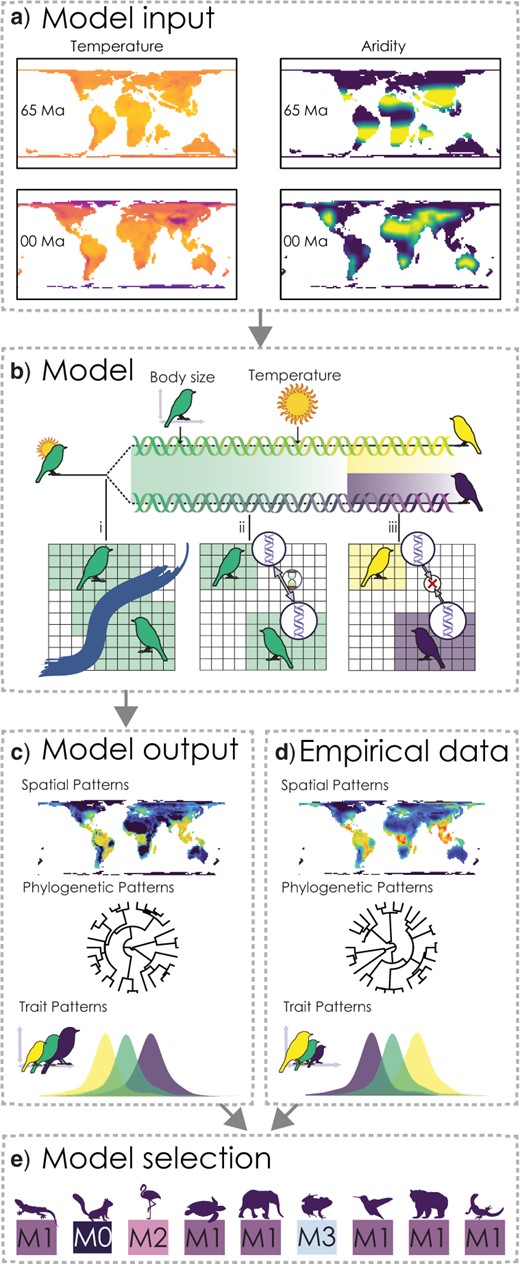 a) Model input
Temperature
Aridity
65 Ma
65 Ma
00 Ma
00 Ma
b) Model
Body size
Temperature
i
ii
iii
c) Model output
Spatial Patterns
Phylogenetic Patterns
Trait Patterns
d) Empirical data
Spatial Patterns
Phylogenetic Patterns
Trait Patterns
e) Model selection
M1 M0 M2 M1 M1 M3 M1 M1 M1